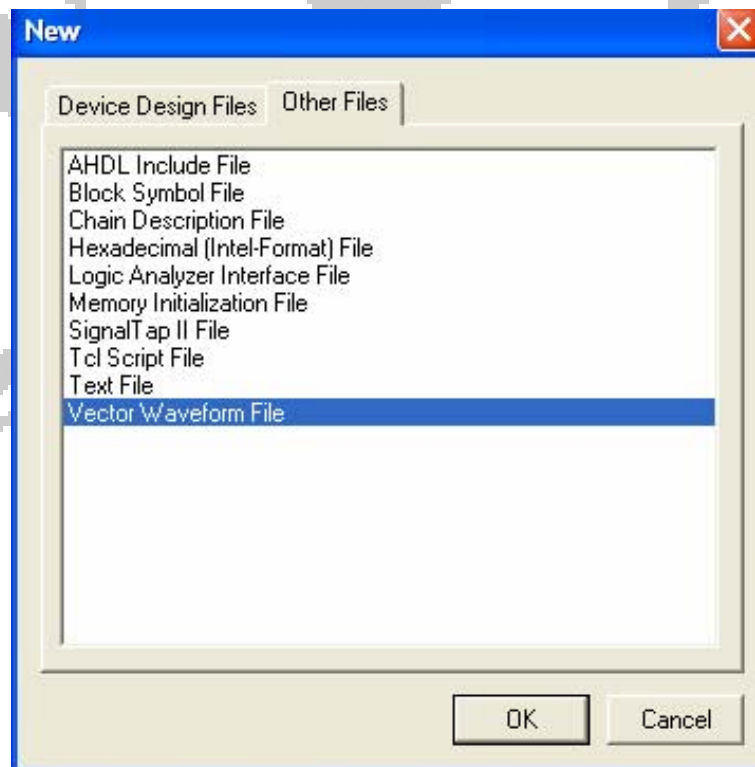 New
Device Design Files
Other Files
AHDL Include File
Block Symbol File
Chain Description File
Hexadecimal (Intel-Format) File
Logic Analyzer Interface File
Memory Initialization File
SignalTap II File
Tcl Script File
Text File
Vector Waveform File
OK
Cancel